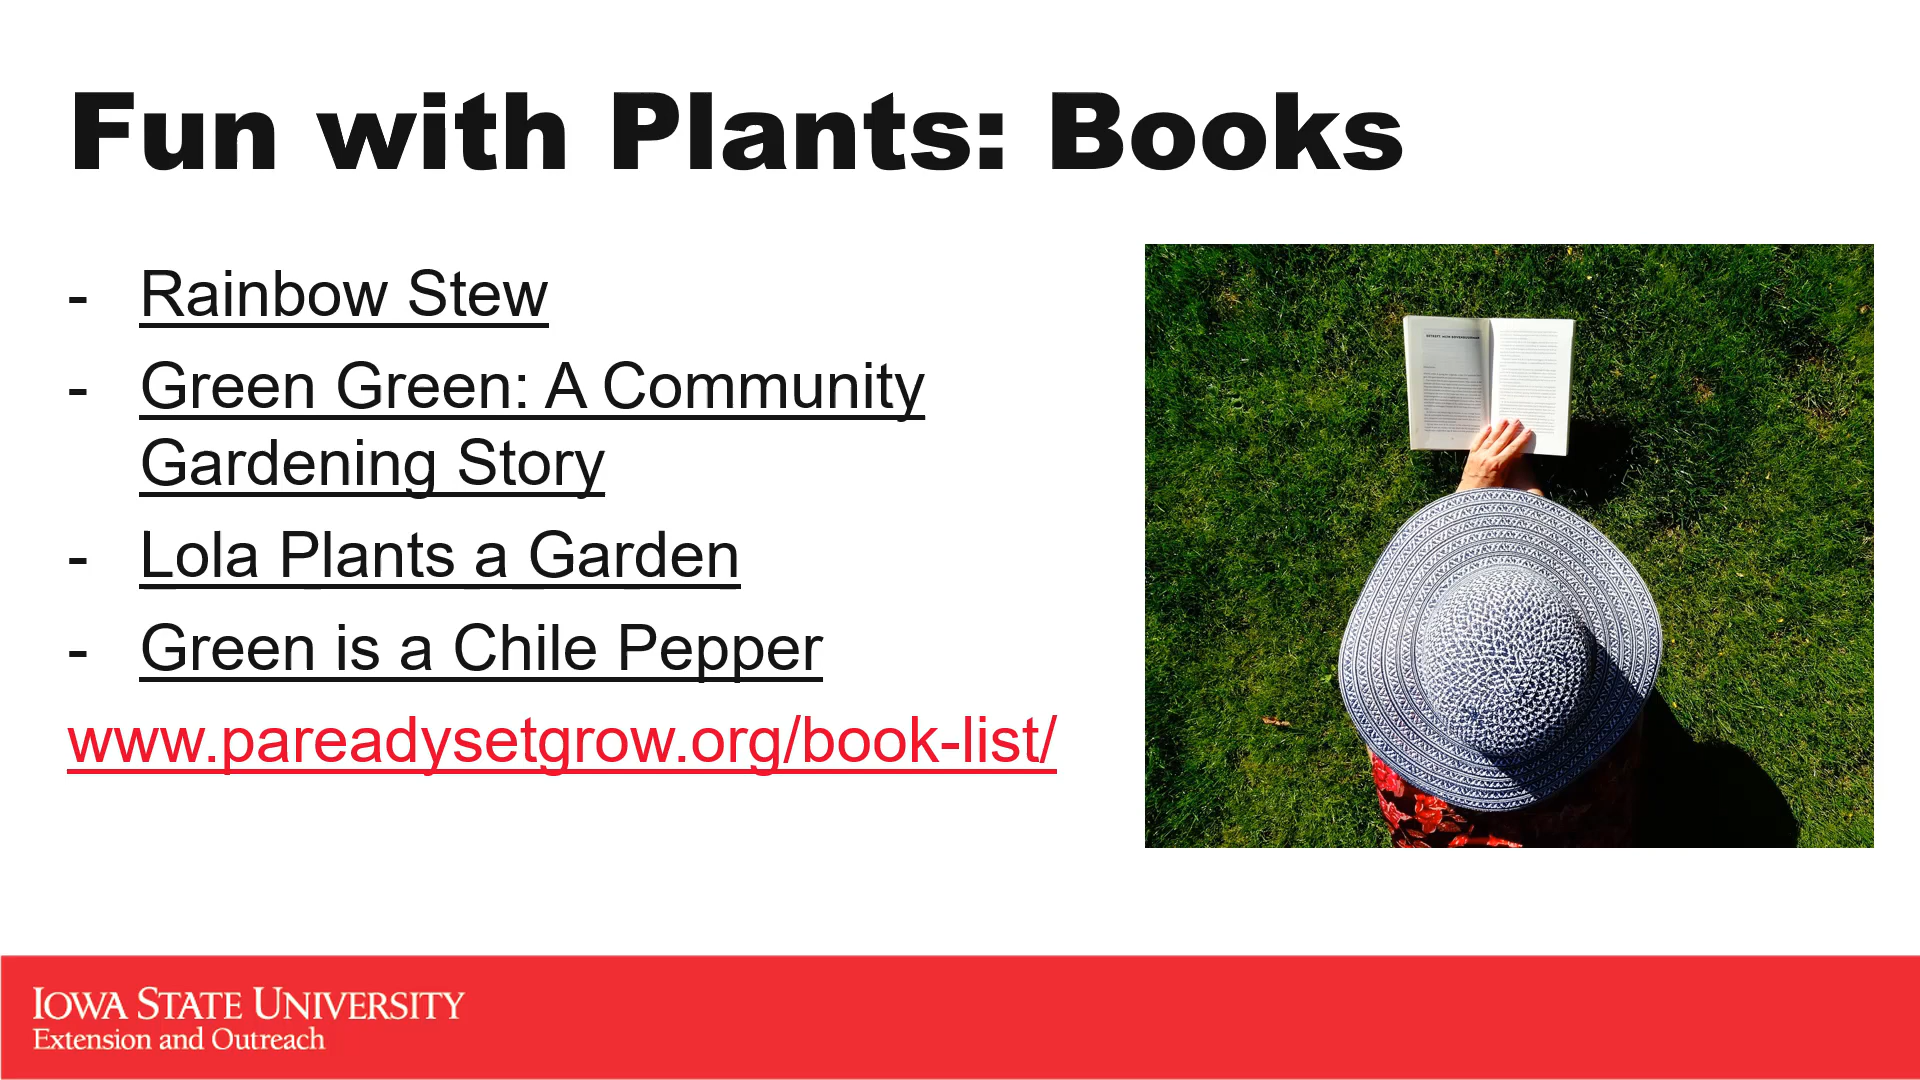 Fun with Plants: Books
- Rainbow Stew
- Green Green: A Community
Gardening Story
- Lola Plants a Garden
- Green is a Chile Pepper
www.pareadysetgrow.org/book-list/
IOWA STATE UNIVERSITY
Extension and Outreach